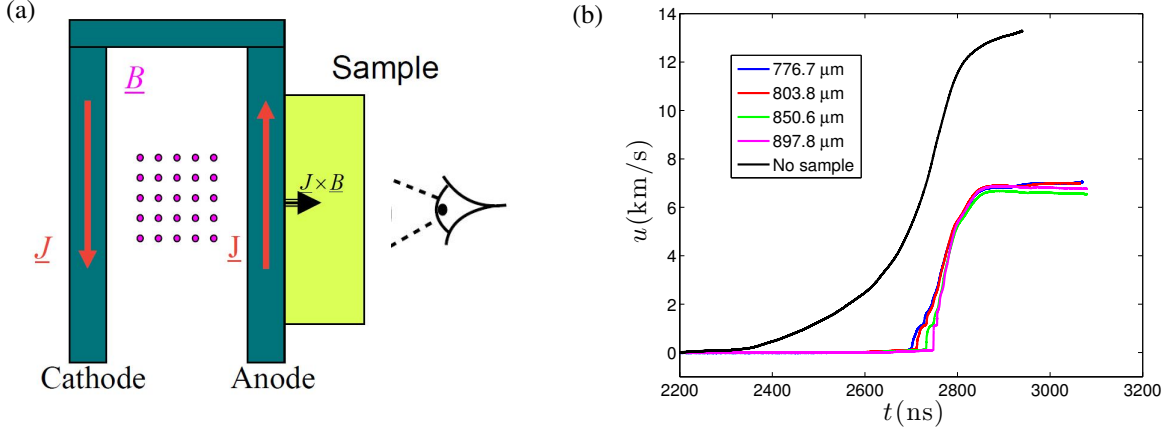 (a)
B
Sample
J × B
J
J
Cathode
Anode
(b)
14
12
10
8
6
4
2
0
u(km/s)
776.7 μm
803.8 μm
850.6 μm
897.8 μm
No sample
2200
2400
2600
2800
3000
3200
t(ns)